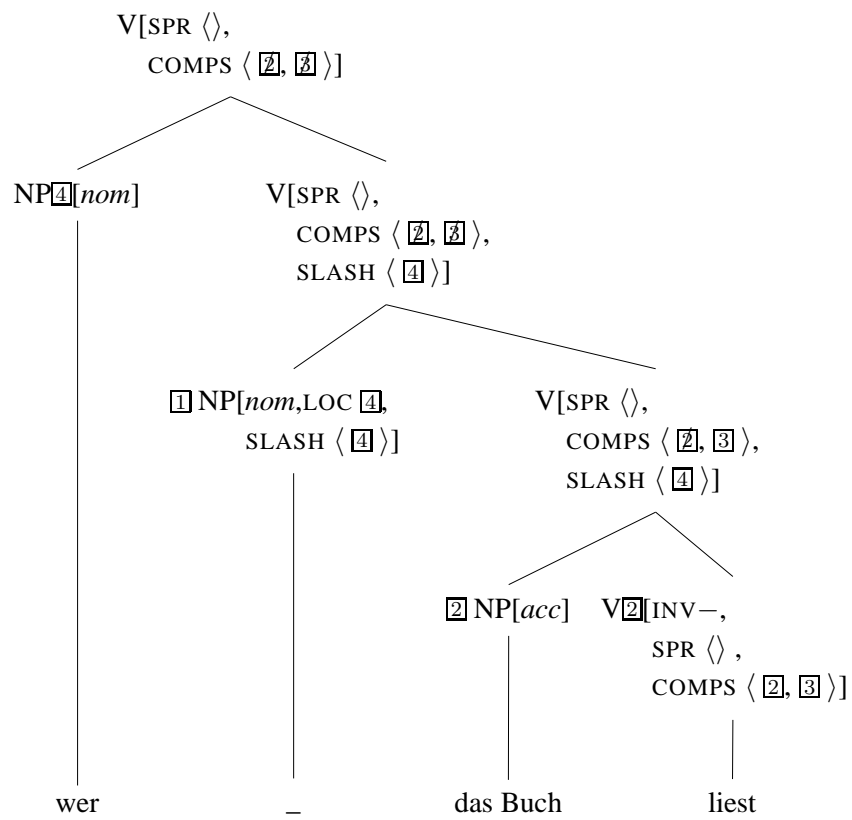 V[SPR ⟨⟩,
COMPS ⟨ 2̸, 3̸ ⟩]
NP4[nom]
V[SPR ⟨⟩,
COMPS ⟨ 2̸, 3̸ ⟩,
SLASH ⟨ 4 ⟩]
1 NP[nom,LOC 4,
SLASH ⟨ 4 ⟩]
V[SPR ⟨⟩,
COMPS ⟨ 2̸, 3 ⟩,
SLASH ⟨ 4 ⟩]
2 NP[acc]
V2[INV−,
SPR ⟨⟩ ,
COMPS ⟨ 2, 3 ⟩]
wer _ das Buch liest